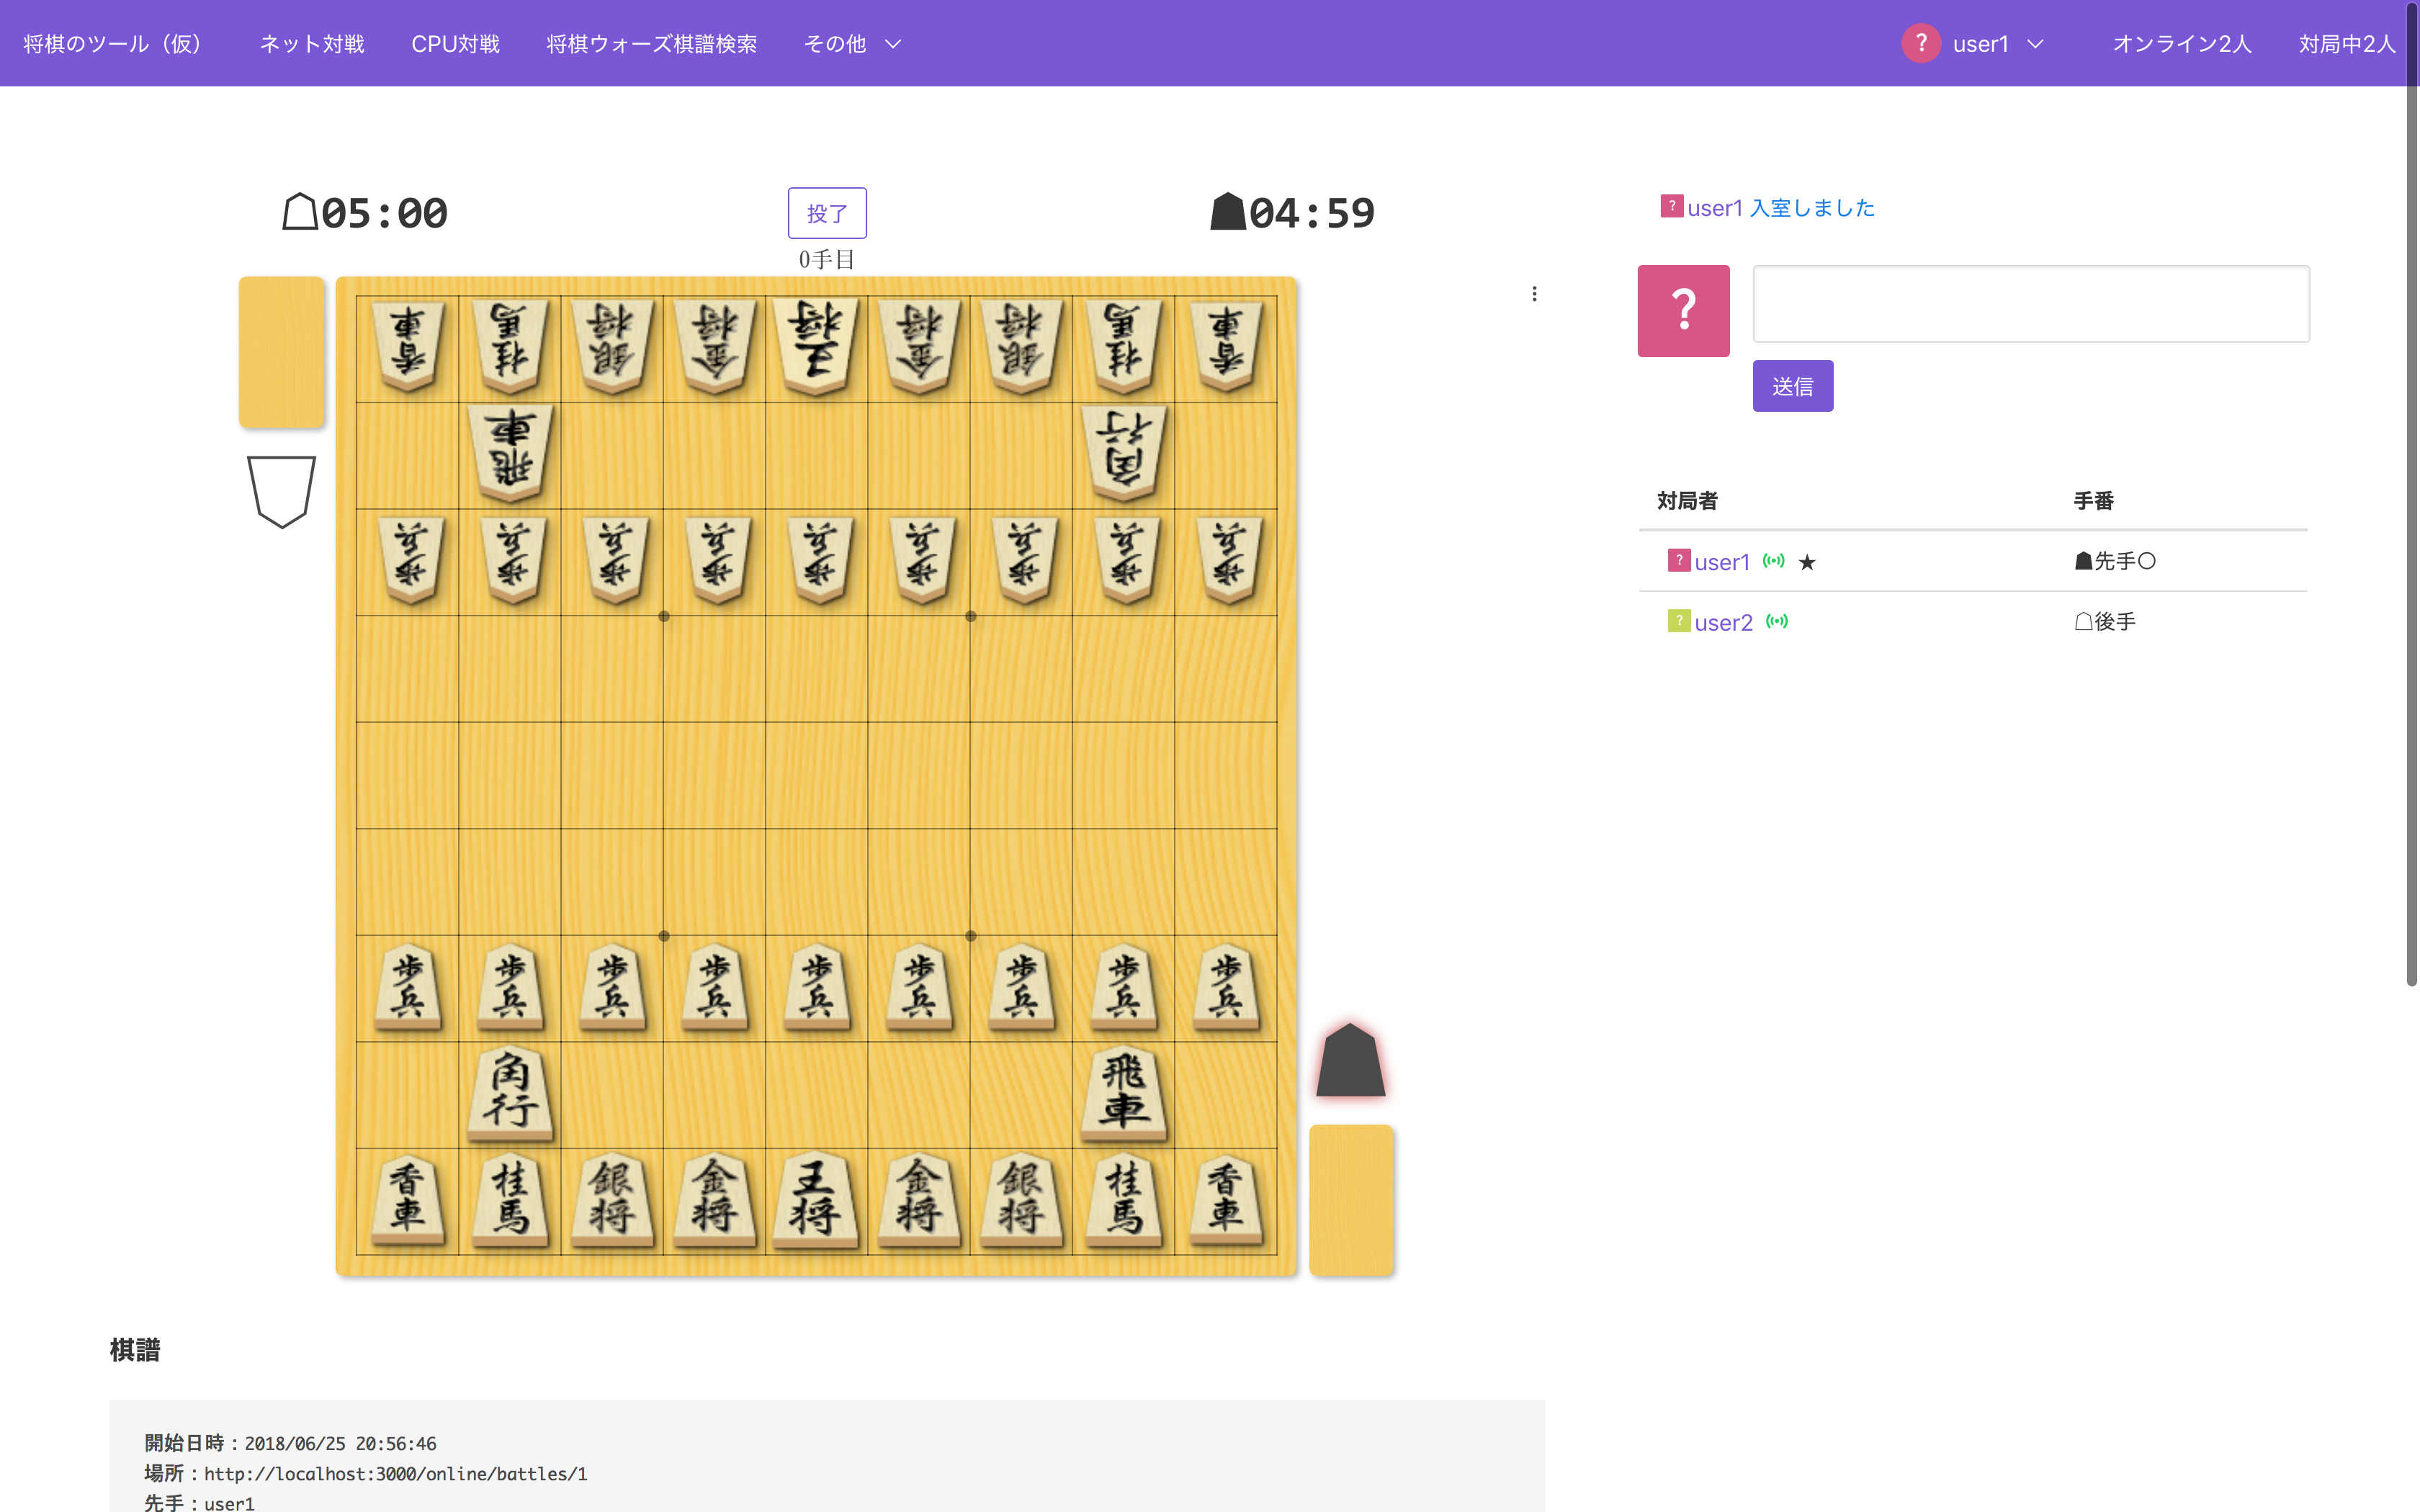 将棋のツール（仮） ネット対戦 CPU対戦 将棋ウォーズ棋譜検索 その他 ? user1 オンライン2人 対局中2人
☖05:00 投了 ☗04:59
0手目
? user1 入室しました
?
送信
香車 桂馬 銀将 金将 王将 金将 銀将 桂馬 香車
飛車 角行
歩兵 歩兵 歩兵 歩兵 歩兵 歩兵 歩兵 歩兵 歩兵
歩兵 歩兵 歩兵 歩兵 歩兵 歩兵 歩兵 歩兵 歩兵
角行 飛車
香車 桂馬 銀将 金将 王将 金将 銀将 桂馬 香車
対局者 手番
? user1 ★ ☗先手○
? user2 ☖後手
棋譜
開始日時：2018/06/25 20:56:46
場所：http://localhost:3000/online/battles/1
先手：user1